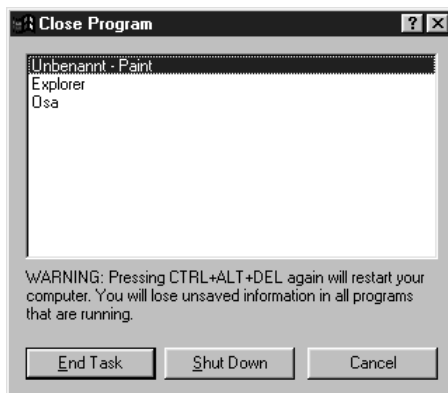 Close Program
Unbenannt - Paint
Explorer
Osa
WARNING: Pressing CTRL+ALT+DEL again will restart your
computer. You will lose unsaved information in all programs
that are running.
End Task Shut Down Cancel